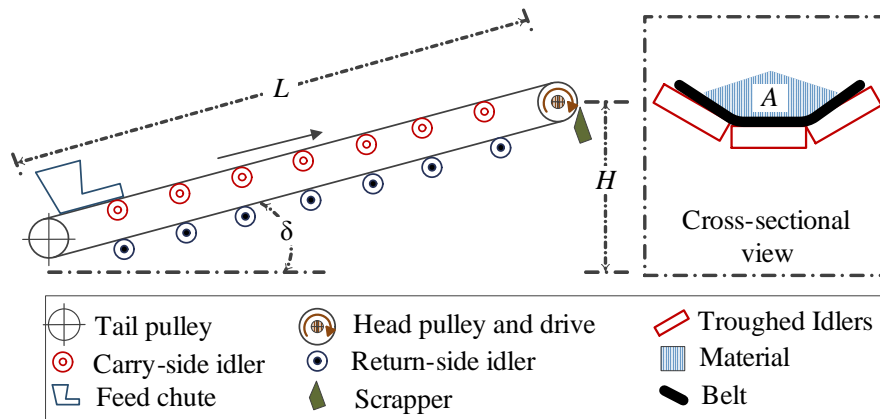 L
A
H
δ
Cross-sectional
view
Tail pulley
Head pulley and drive
Troughed Idlers
Carry-side idler
Return-side idler
Material
Feed chute
Scrapper
Belt